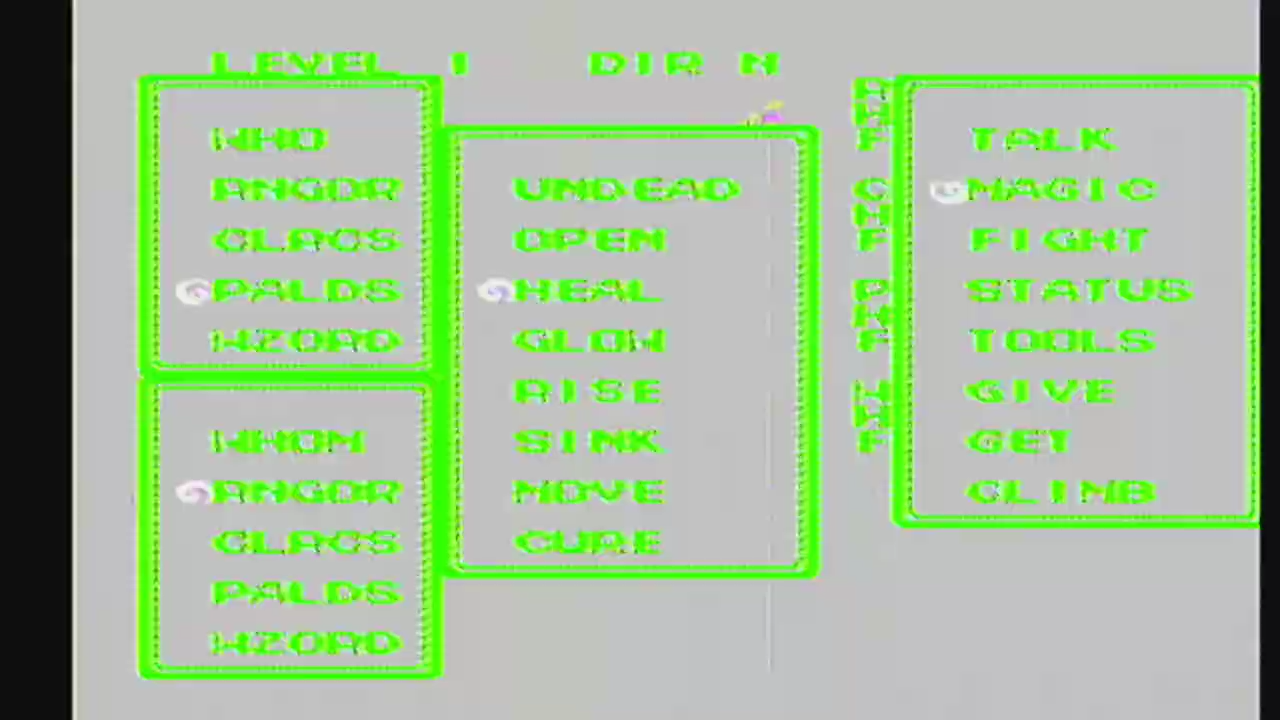 LEVEL 1 DIR N
WHO
ANGOR
CLACS
PALDS
WZORD
WHOM
ANGOR
CLACS
PALDS
WZORD
UNDEAD
OPEN
HEAL
GLOW
RISE
SINK
MOVE
CURE
TALK
MAGIC
FIGHT
STATUS
TOOLS
GIVE
GET
CLIMB